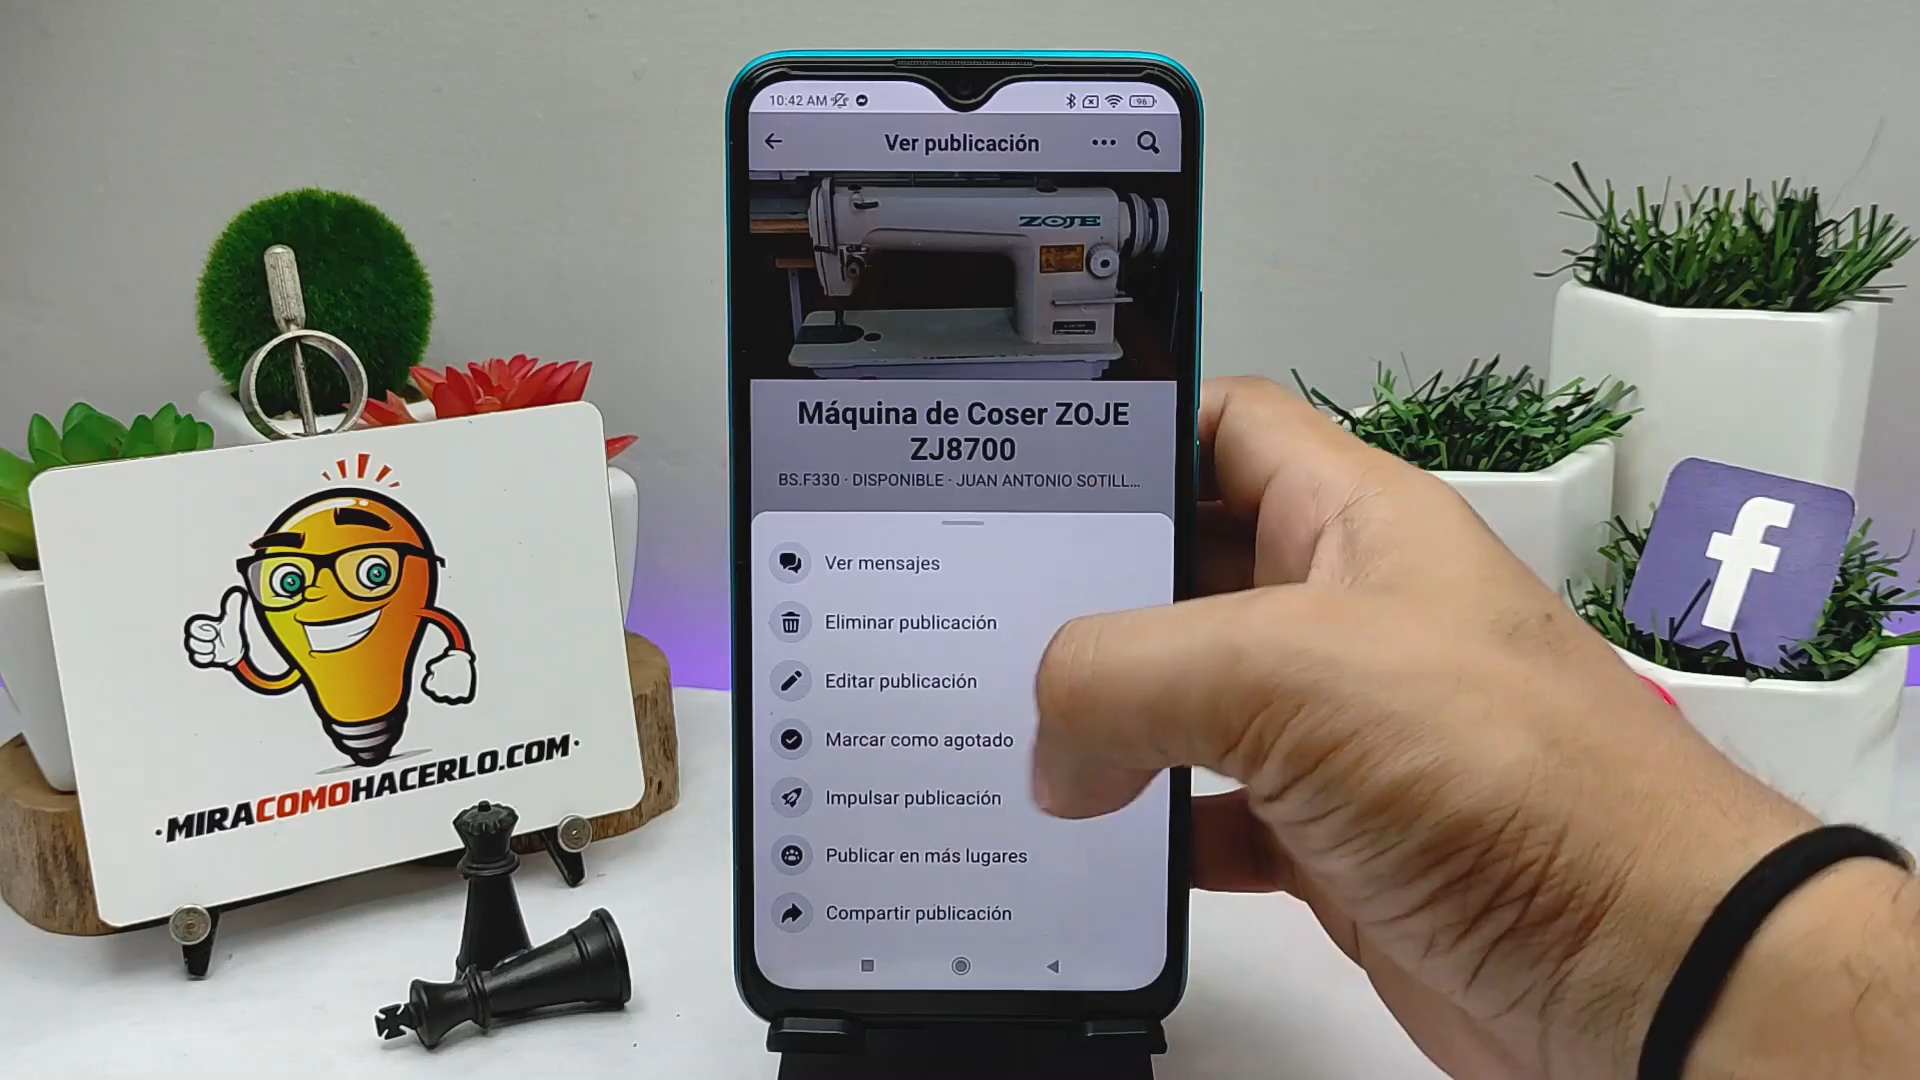 10:42 AM
96
Ver publicación
ZOJE
Máquina de Coser ZOJE
ZJ8700
BS.F330 · DISPONIBLE · JUAN ANTONIO SOTILL...
Ver mensajes
Eliminar publicación
Editar publicación
Marcar como agotado
Impulsar publicación
Publicar en más lugares
Compartir publicación
·MIRACOMOHACERLO.COM·
f